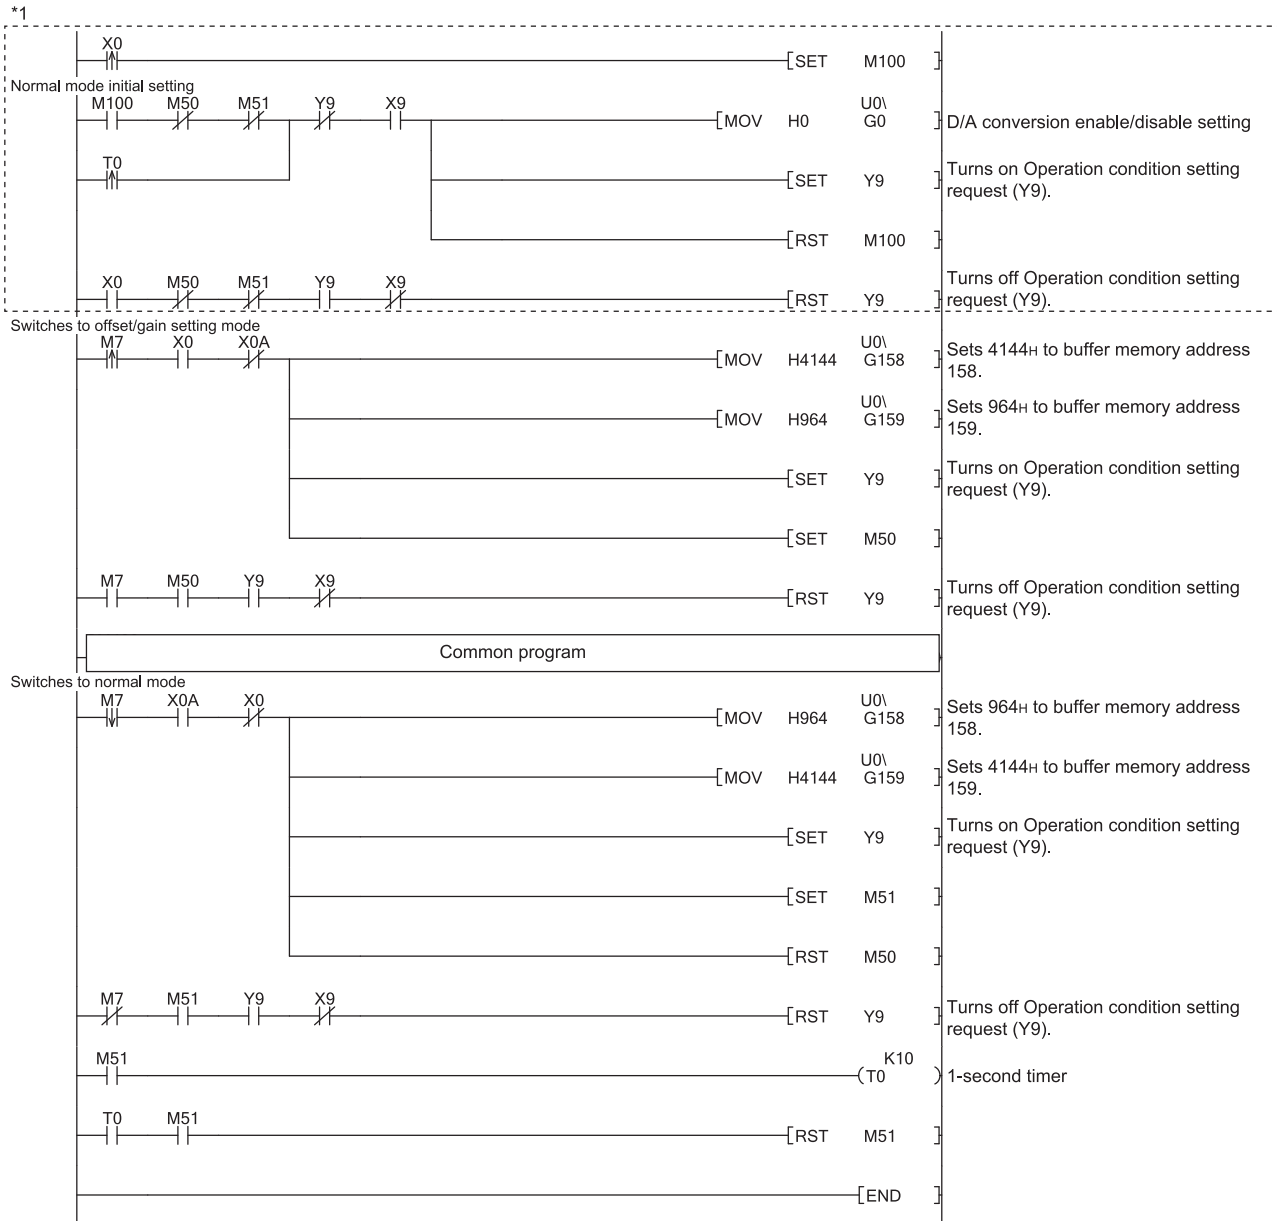 *1
X0
[SET M100 ]
Normal mode initial setting
M100 M50 M51 Y9 X9
[MOV H0 U0\ G0 ] D/A conversion enable/disable setting
T0
[SET Y9 ] Turns on Operation condition setting
request (Y9).
[RST M100 ]
X0 M50 M51 Y9 X9
[RST Y9 ] Turns off Operation condition setting
request (Y9).
Switches to offset/gain setting mode
M7 X0 X0A
[MOV H4144 U0\ G158 ] Sets 4144H to buffer memory address
158.
[MOV H964 U0\ G159 ] Sets 964H to buffer memory address
159.
[SET Y9 ] Turns on Operation condition setting
request (Y9).
[SET M50 ]
M7 M50 Y9 X9
[RST Y9 ] Turns off Operation condition setting
request (Y9).
Common program
Switches to normal mode
M7 X0A X0
[MOV H964 U0\ G158 ] Sets 964H to buffer memory address
158.
[MOV H4144 U0\ G159 ] Sets 4144H to buffer memory address
159.
[SET Y9 ] Turns on Operation condition setting
request (Y9).
[SET M51 ]
[RST M50 ]
M7 M51 Y9 X9
[RST Y9 ] Turns off Operation condition setting
request (Y9).
M51
K10
(T0 ) 1-second timer
T0 M51
[RST M51 ]
[END ]